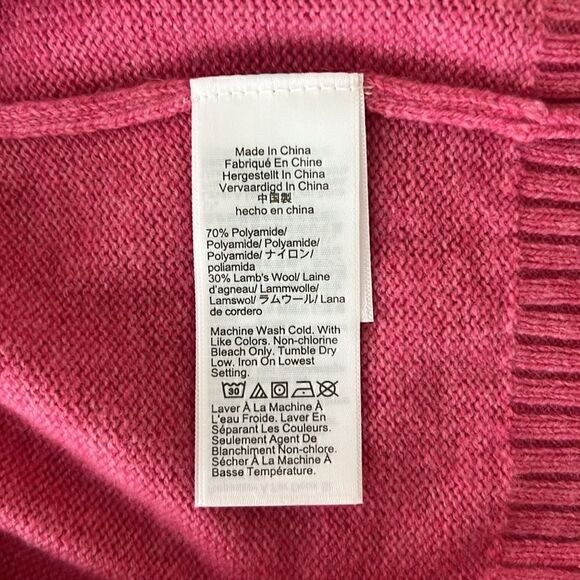 Made In China
Fabriqué En Chine
Hergestellt In China
Vervaardigd In China
中国製
hecho en china
70% Polyamide/
Polyamide/ Polyamide/
Polyamide/ ナイロン/
poliamida
30% Lamb's Wool/ Laine
d'agneau/ Lammwolle/
Lamswol/ ラムウール/ Lana
de cordero
Machine Wash Cold. With
Like Colors. Non-chlorine
Bleach Only. Tumble Dry
Low. Iron On Lowest
Setting.
30
Laver À La Machine À
L'eau Froide. Laver En
Séparant Les Couleurs.
Seulement Agent De
Blanchiment Non-chlore.
Sécher À La Machine À
Basse Température.